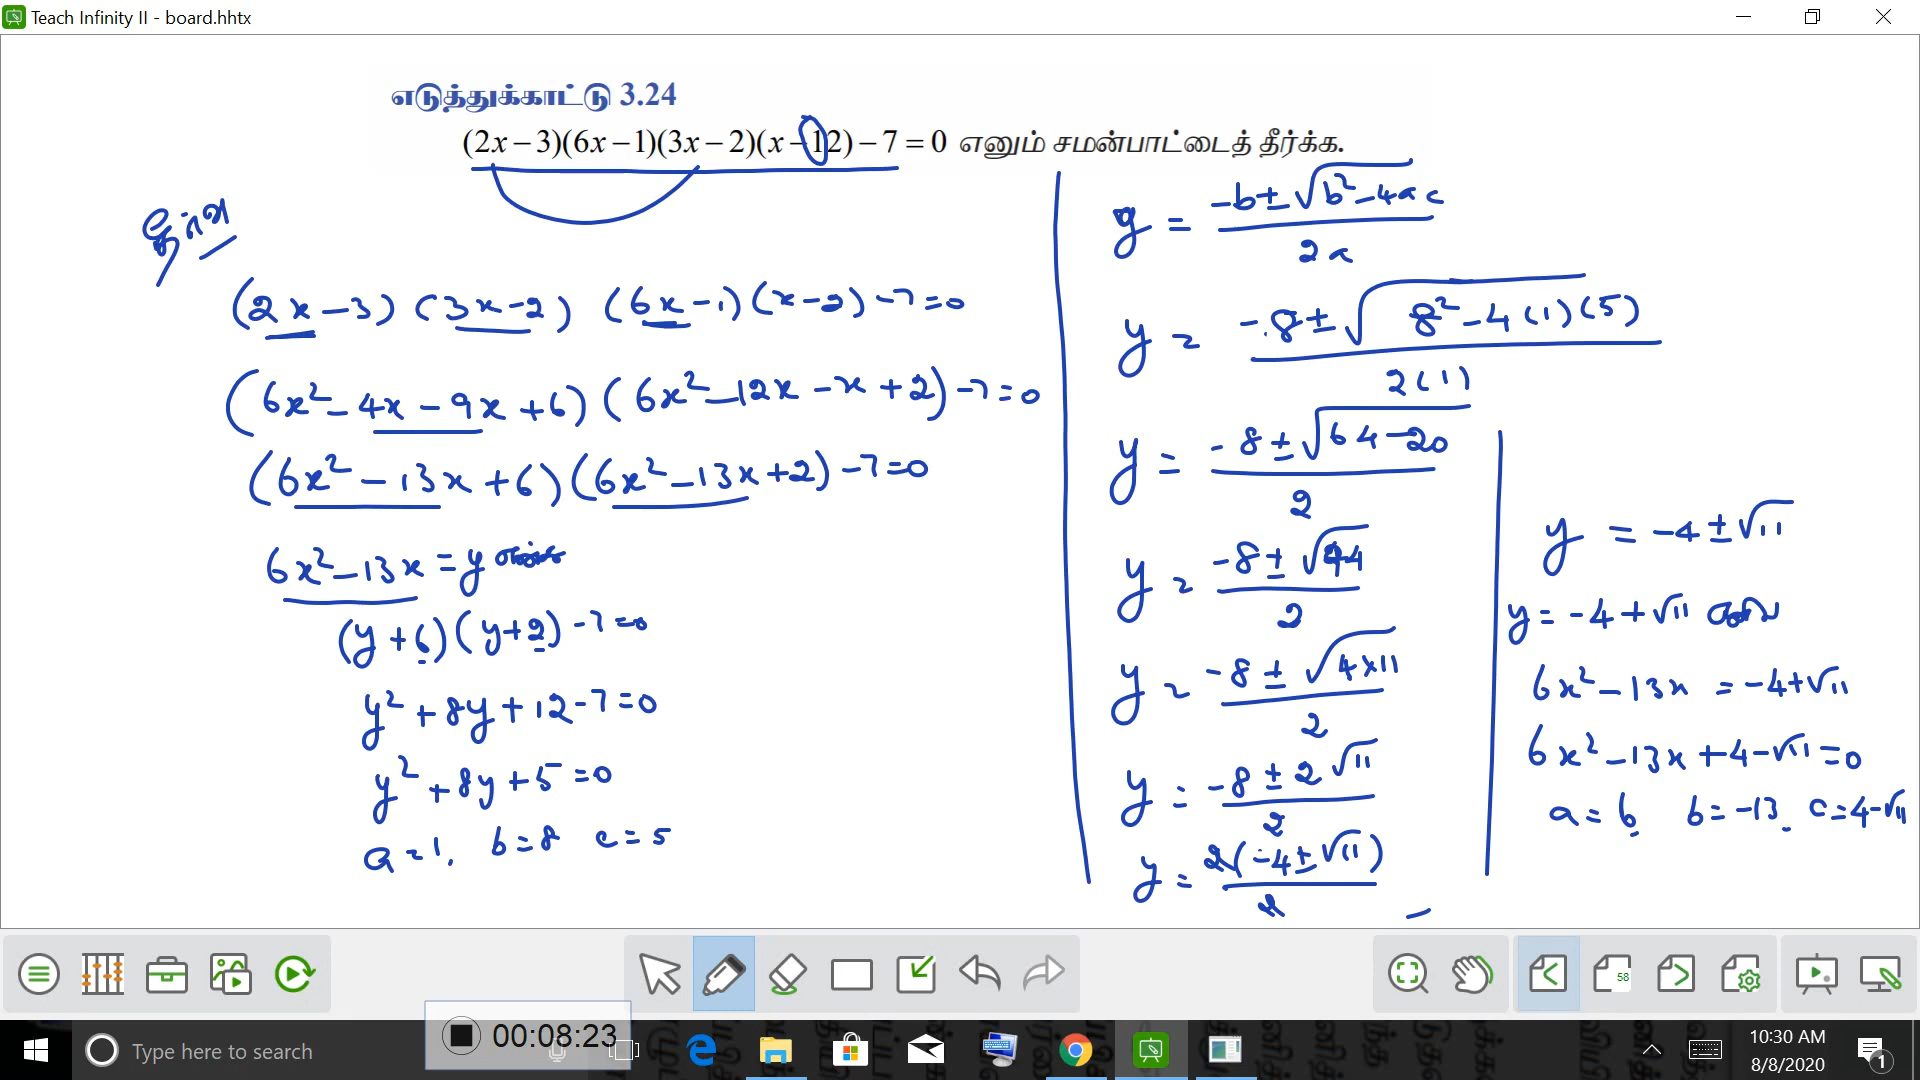 Teach Infinity II - board.hhtx
எடுத்துக்காட்டு 3.24
(2x – 3)(6x – 1)(3x – 2)(x – 12) – 7 = 0 எனும் சமன்பாட்டைத் தீர்க்க.
தீர்வு
(2x - 3) (3x - 2) (6x - 1) (x - 2) - 7 = 0
(6x² - 4x - 9x + 6) (6x² - 12x - x + 2) - 7 = 0
(6x² - 13x + 6) (6x² - 13x + 2) - 7 = 0
6x² - 13x = y
(y + 6) (y + 2) - 7 = 0
y² + 8y + 12 - 7 = 0
y² + 8y + 5 = 0
a = 1, b = 8 c = 5
y = (-b ± √(b² - 4ac)) / 2a
y = (-8 ± √(8² - 4(1)(5))) / 2(1)
y = (-8 ± √(64 - 20)) / 2
y = (-8 ± √44) / 2
y = (-8 ± √(4×11)) / 2
y = (-8 ± 2√11) / 2
y = 2(-4 ± √11) / 2
y = -4 ± √11
y = -4 + √11
6x² - 13x = -4 + √11
6x² - 13x + 4 - √11 = 0
a = 6 b = -13, c = 4 - √11
58
00:08:23
Type here to search
10:30 AM
8/8/2020
1